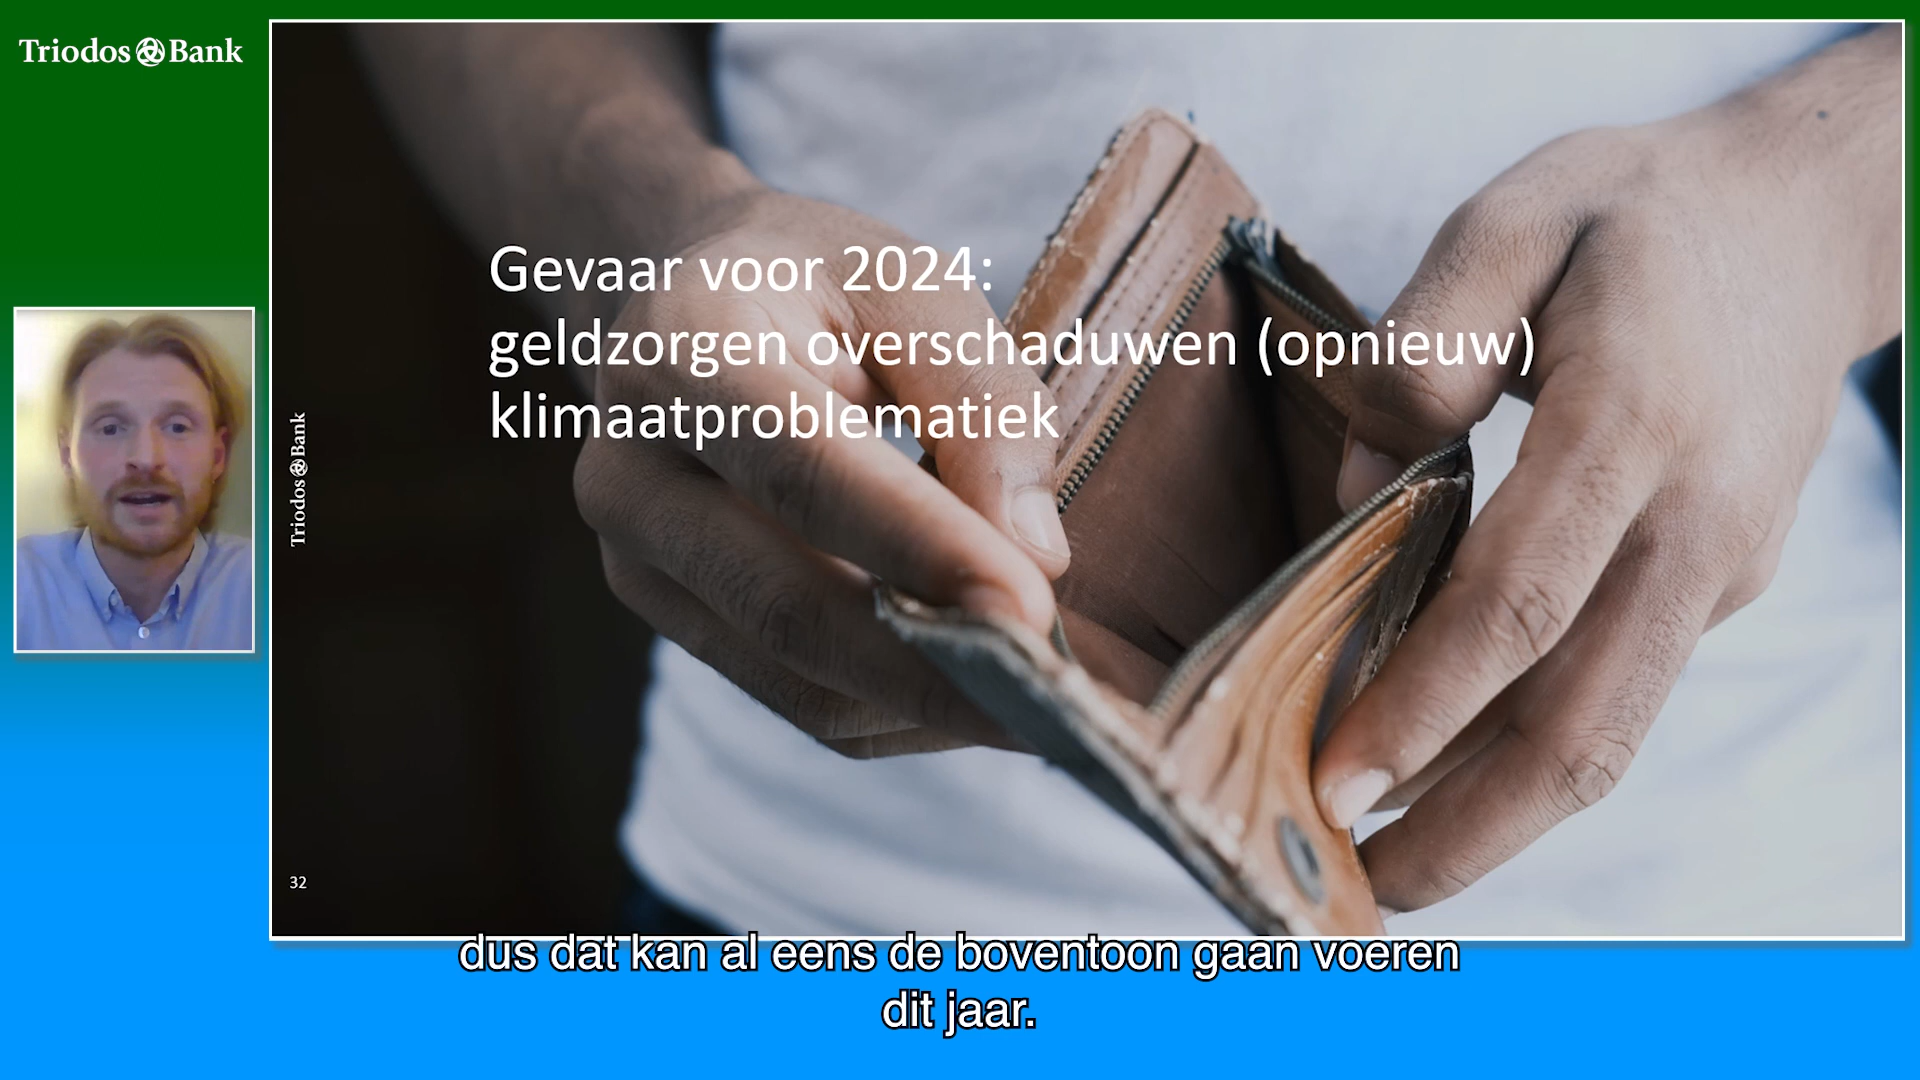 Triodos Bank
Gevaar voor 2024:
geldzorgen overschaduwen (opnieuw)
klimaatproblematiek
Triodos Bank
32
dus dat kan al eens de boventoon gaan voeren
dit jaar.